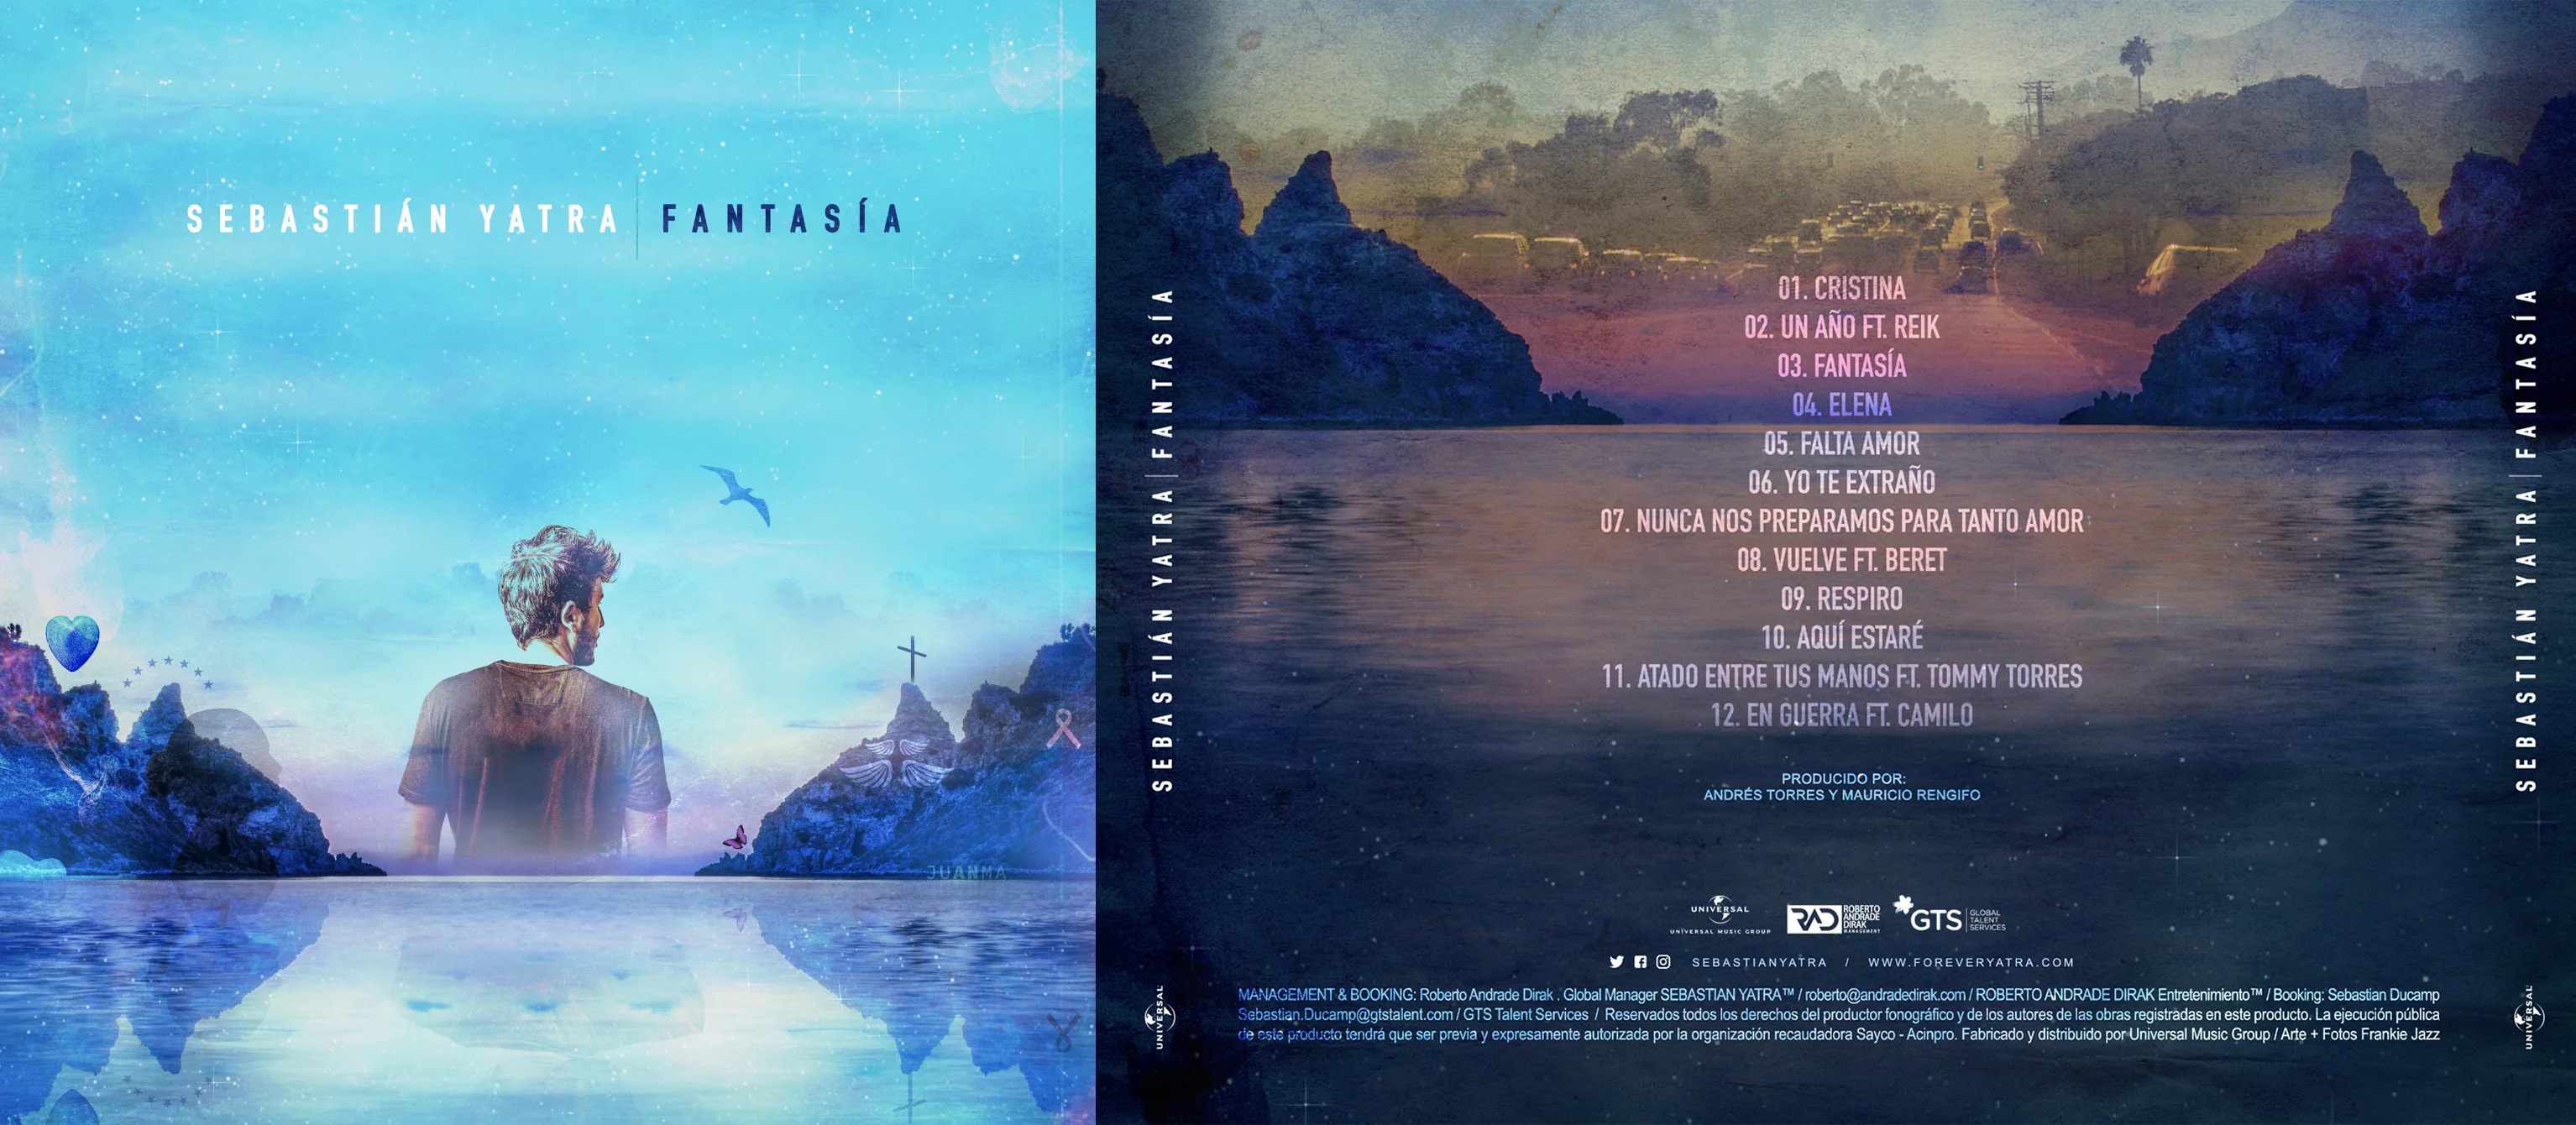 SEBASTIÁN YATRA | FANTASÍA
JUANMA
SEBASTIÁN YATRA | FANTASÍA
UNIVERSAL
01. CRISTINA
02. UN AÑO FT. REIK
03. FANTASÍA
04. ELENA
05. FALTA AMOR
06. YO TE EXTRAÑO
07. NUNCA NOS PREPARAMOS PARA TANTO AMOR
08. VUELVE FT. BERET
09. RESPIRO
10. AQUÍ ESTARÉ
11. ATADO ENTRE TUS MANOS FT. TOMMY TORRES
12. EN GUERRA FT. CAMILO
PRODUCIDO POR:
ANDRÉS TORRES Y MAURICIO RENGIFO
UNIVERSAL
UNIVERSAL MUSIC GROUP
RAD ROBERTO ANDRADE DIRAK MANAGEMENT
GTS GLOBAL TALENT SERVICES
SEBASTIANYATRA / WWW.FOREVERYATRA.COM
MANAGEMENT & BOOKING: Roberto Andrade Dirak . Global Manager SEBASTIAN YATRA™ / roberto@andradedirak.com / ROBERTO ANDRADE DIRAK Entretenimiento™ / Booking: Sebastian Ducamp
Sebastian.Ducamp@gtstalent.com / GTS Talent Services / Reservados todos los derechos del productor fonográfico y de los autores de las obras registradas en este producto. La ejecución pública
de este producto tendrá que ser previa y expresamente autorizada por la organización recaudadora Sayco - Acinpro. Fabricado y distribuido por Universal Music Group / Arte + Fotos Frankie Jazz
SEBASTIÁN YATRA | FANTASÍA
UNIVERSAL